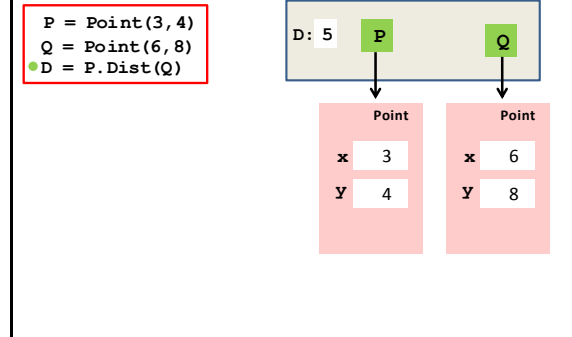 P = Point(3,4)
Q = Point(6,8)
D = P.Dist(Q)
D: 5 P Q
Point Point
x 3 x 6
y 4 y 8